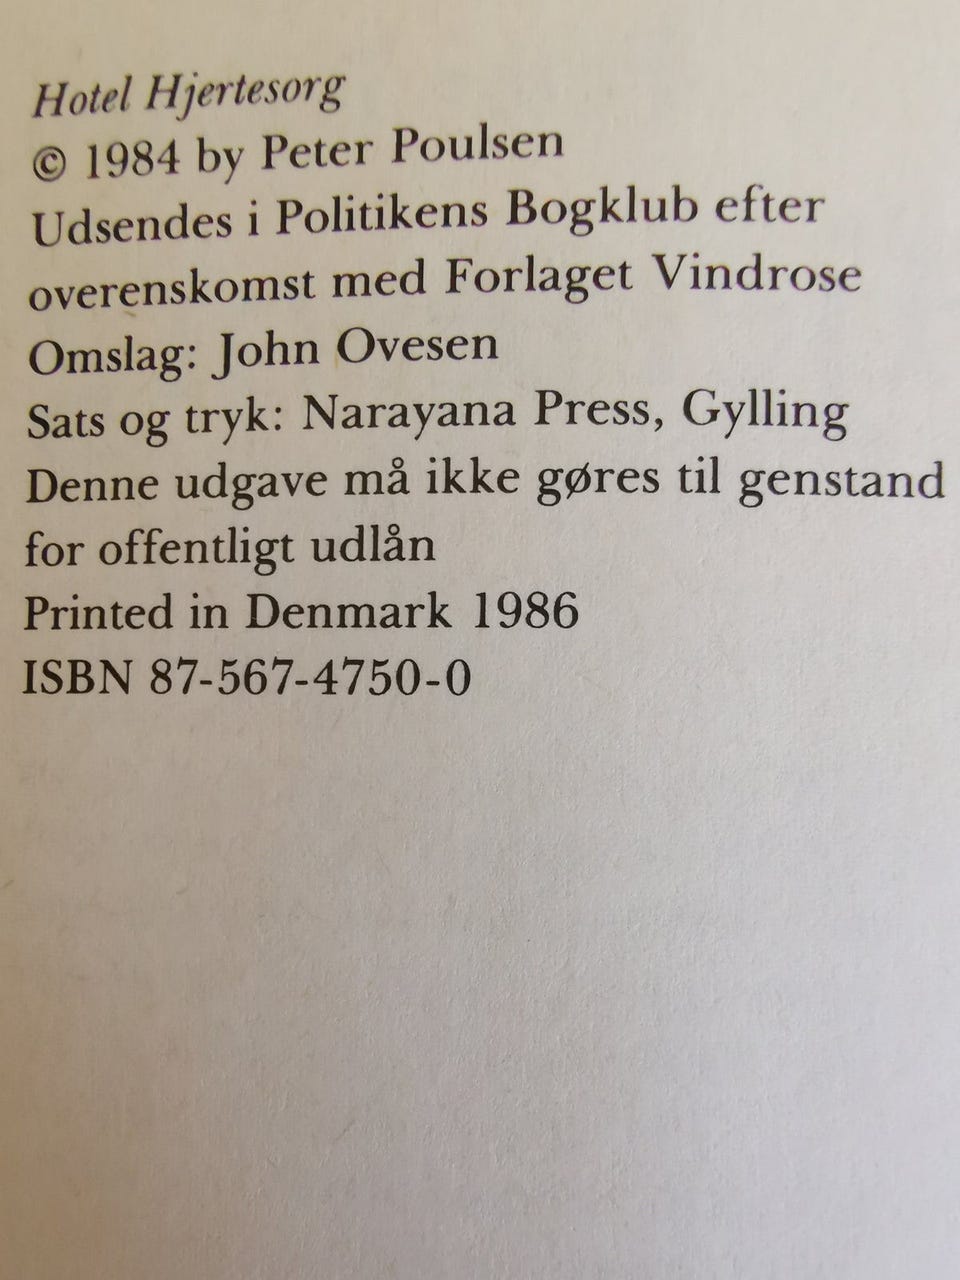 Hotel Hjertesorg
© 1984 by Peter Poulsen
Udsendes i Politikens Bogklub efter
overenskomst med Forlaget Vindrose
Omslag: John Ovesen
Sats og tryk: Narayana Press, Gylling
Denne udgave må ikke gøres til genstand
for offentligt udlån
Printed in Denmark 1986
ISBN 87-567-4750-0